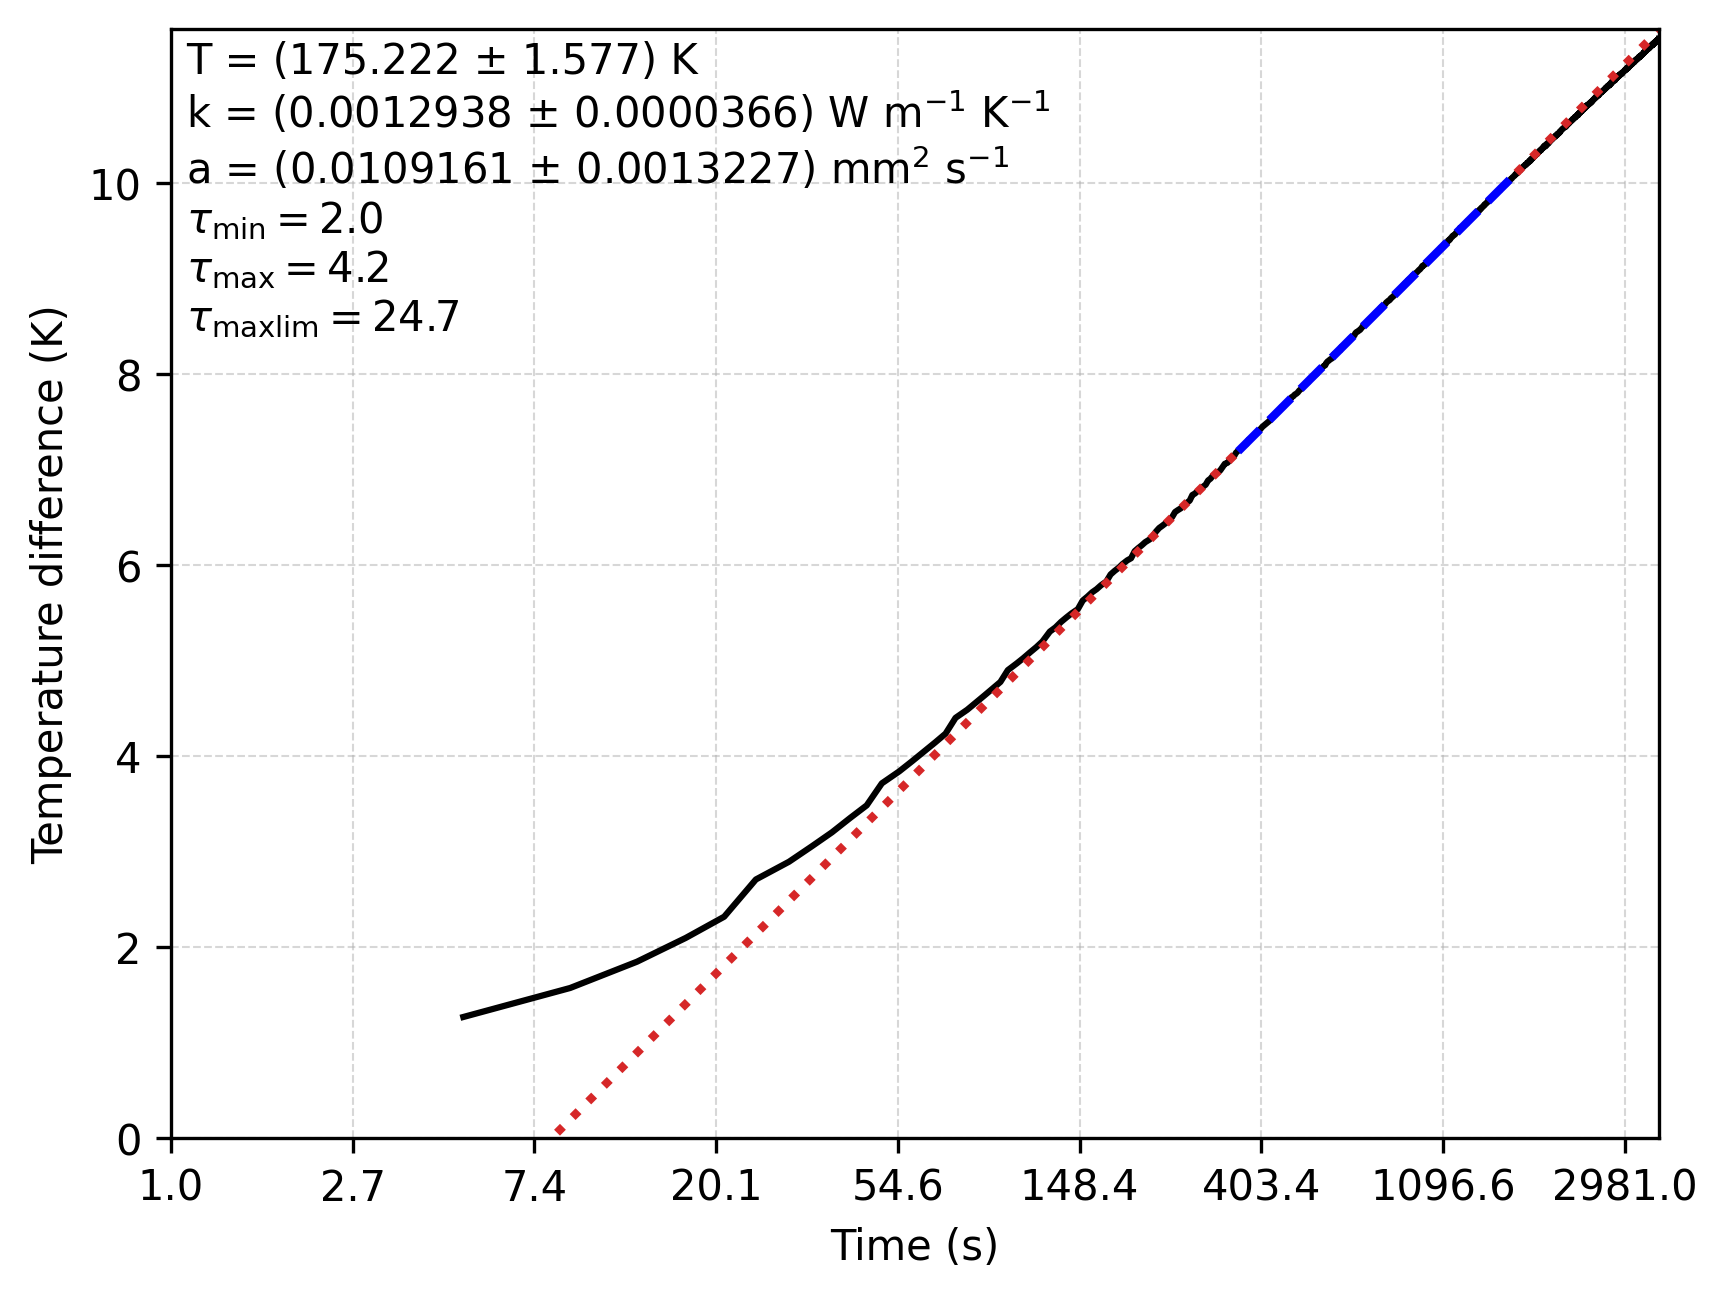 T = (175.222 ± 1.577) K
k = (0.0012938 ± 0.0000366) W m⁻¹ K⁻¹
a = (0.0109161 ± 0.0013227) mm² s⁻¹
τmin = 2.0
τmax = 4.2
τmaxlim = 24.7
10
8
6
4
2
0
Temperature difference (K)
1.0 2.7 7.4 20.1 54.6 148.4 403.4 1096.6 2981.0
Time (s)